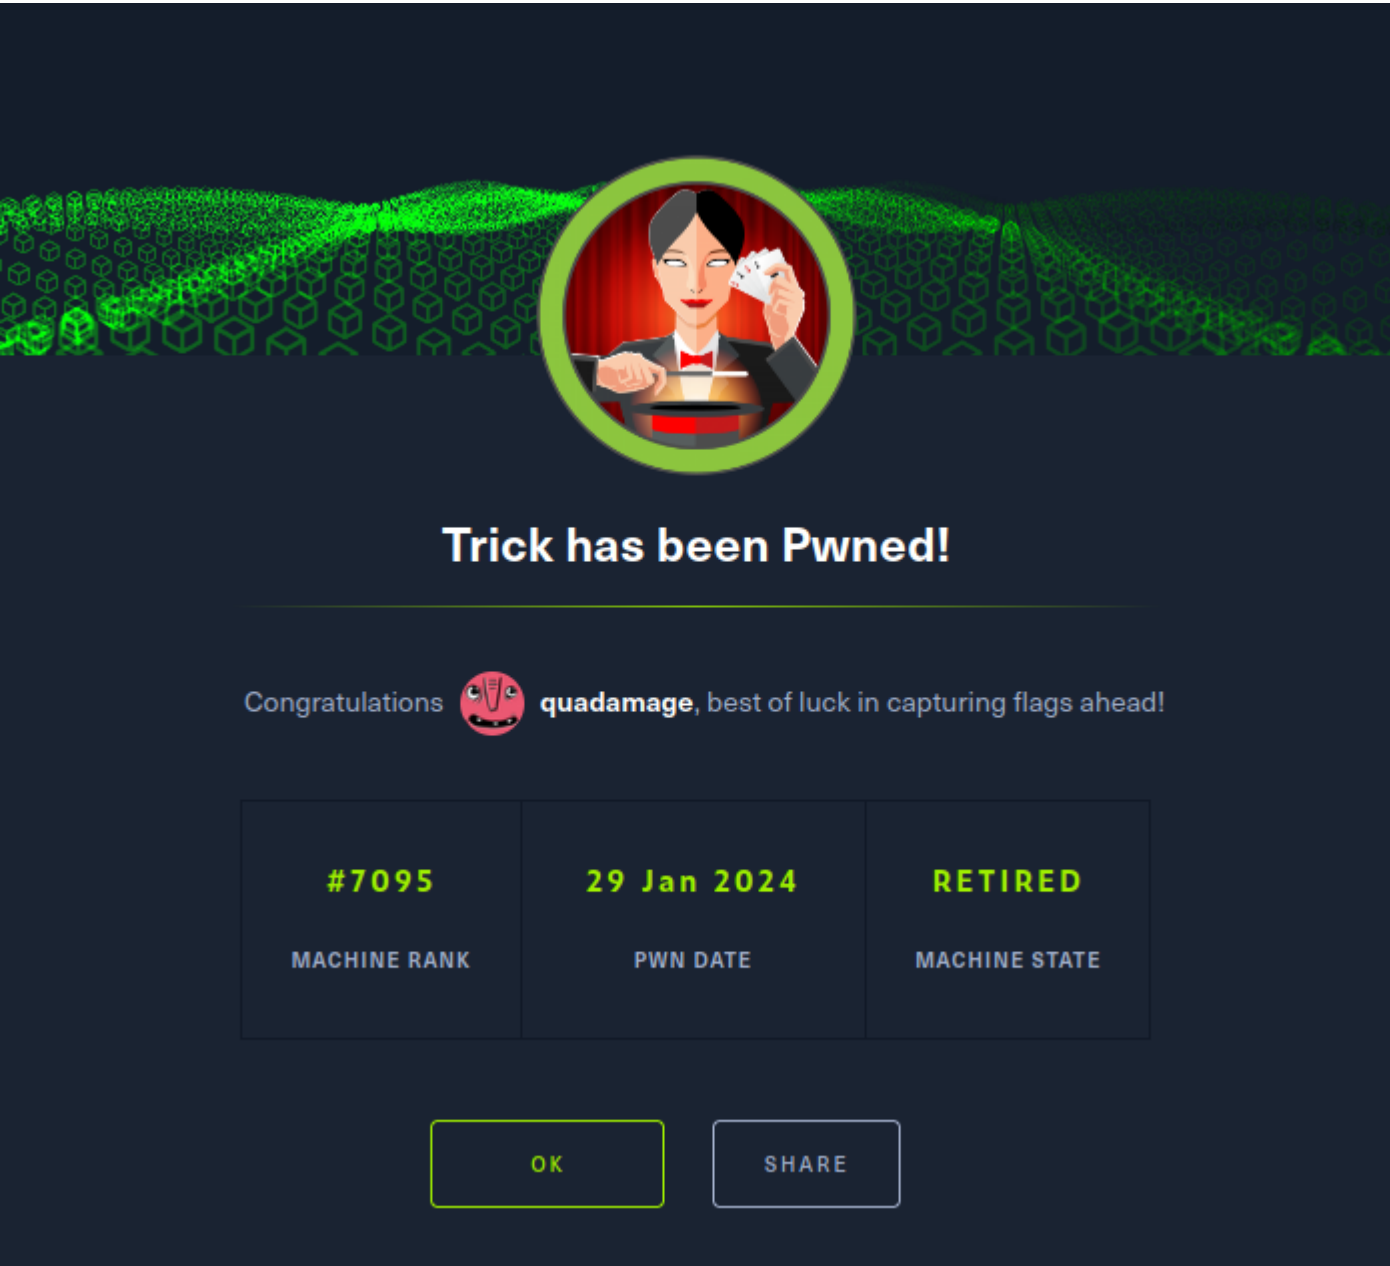 Trick has been Pwned!
Congratulations quadamage, best of luck in capturing flags ahead!
#7095 29 Jan 2024 RETIRED
MACHINE RANK PWN DATE MACHINE STATE
OK SHARE